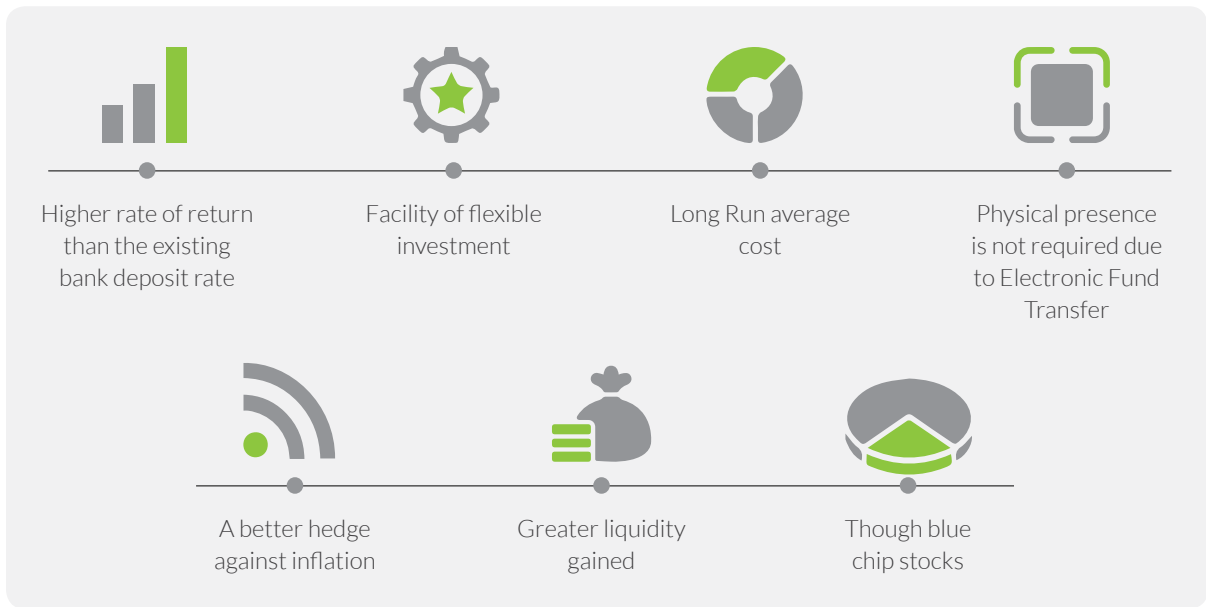 Higher rate of return
than the existing
bank deposit rate
Facility of flexible
investment
Long Run average
cost
Physical presence
is not required due
to Electronic Fund
Transfer
A better hedge
against inflation
Greater liquidity
gained
Though blue
chip stocks